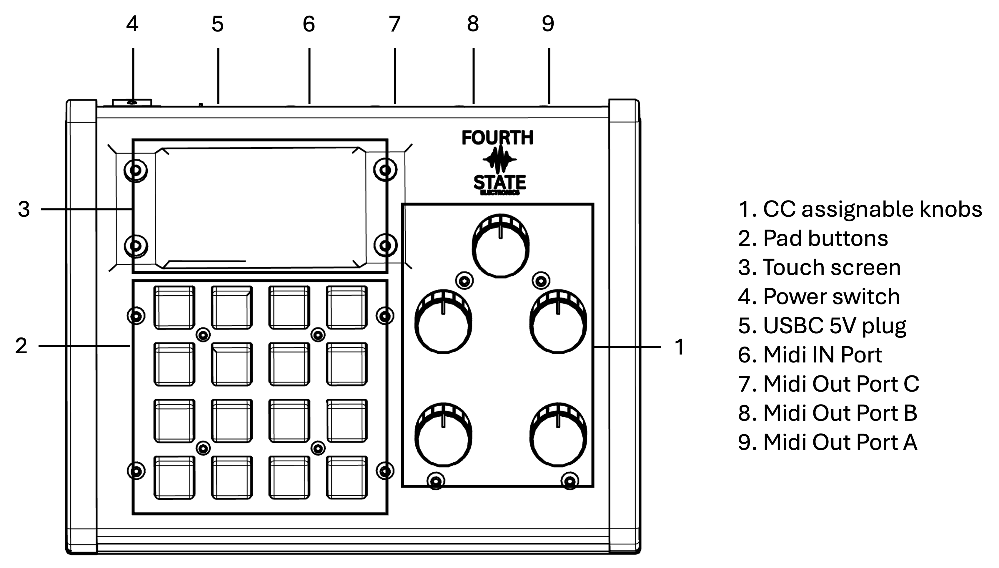 4 5 6 7 8 9
FOURTH
STATE
ELECTRONICS
3
2
1
1. CC assignable knobs
2. Pad buttons
3. Touch screen
4. Power switch
5. USBC 5V plug
6. Midi IN Port
7. Midi Out Port C
8. Midi Out Port B
9. Midi Out Port A